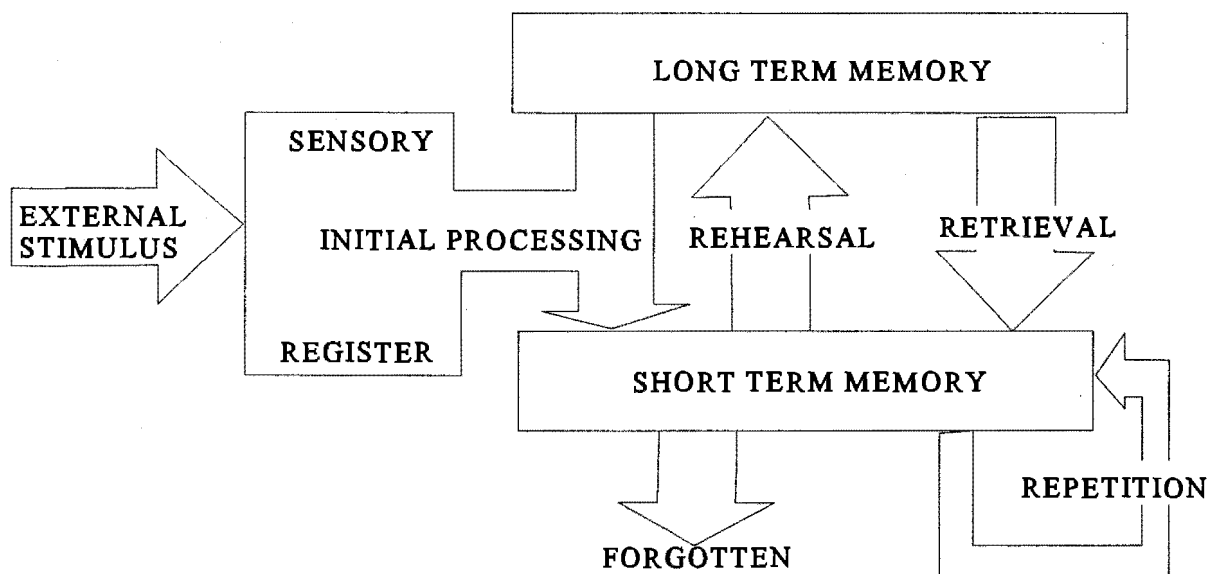 LONG TERM MEMORY
SENSORY
EXTERNAL
STIMULUS
INITIAL PROCESSING
REHEARSAL
RETRIEVAL
REGISTER
SHORT TERM MEMORY
REPETITION
FORGOTTEN